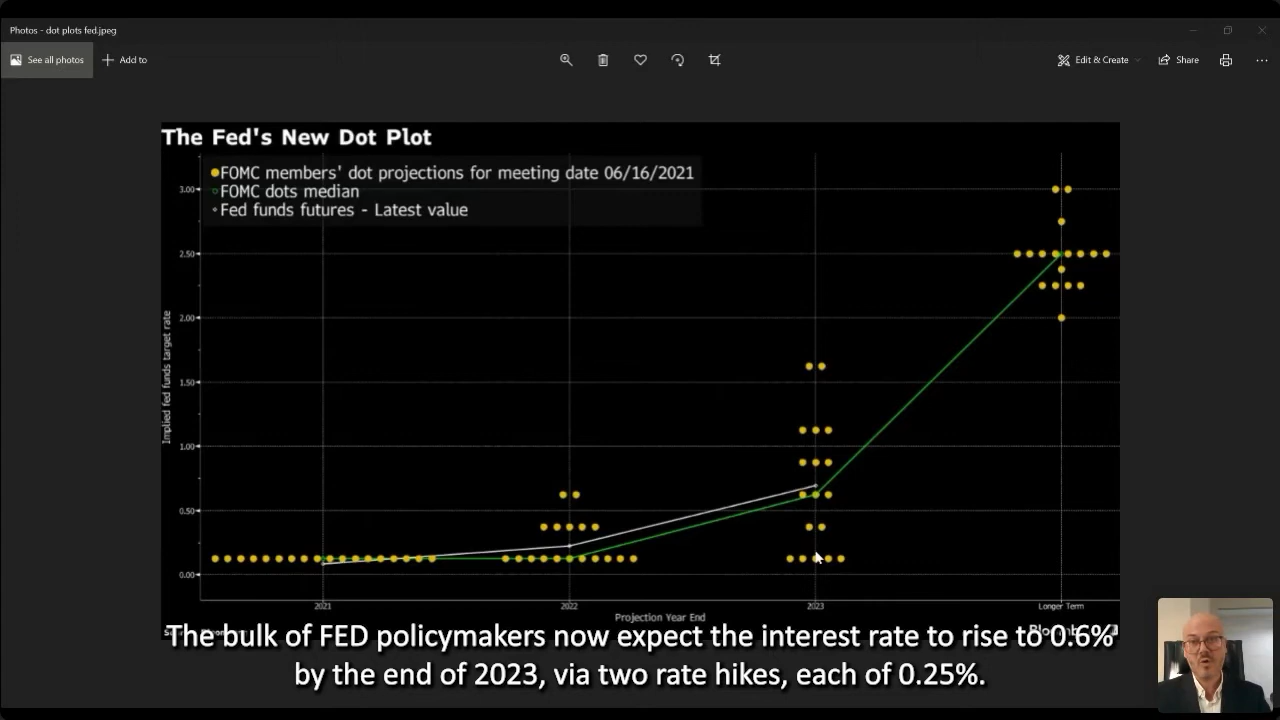 Photos - dot plots fed.jpeg
See all photos
Add to
Edit & Create
Share
The Fed's New Dot Plot
FOMC members' dot projections for meeting date 06/16/2021
FOMC dots median
Fed funds futures - Latest value
Implied fed funds target rate
3.00
2.50
2.00
1.50
1.00
0.50
0.00
2021
2022
2023
Longer Term
Projection Year End
The bulk of FED policymakers now expect the interest rate to rise to 0.6%
by the end of 2023, via two rate hikes, each of 0.25%.